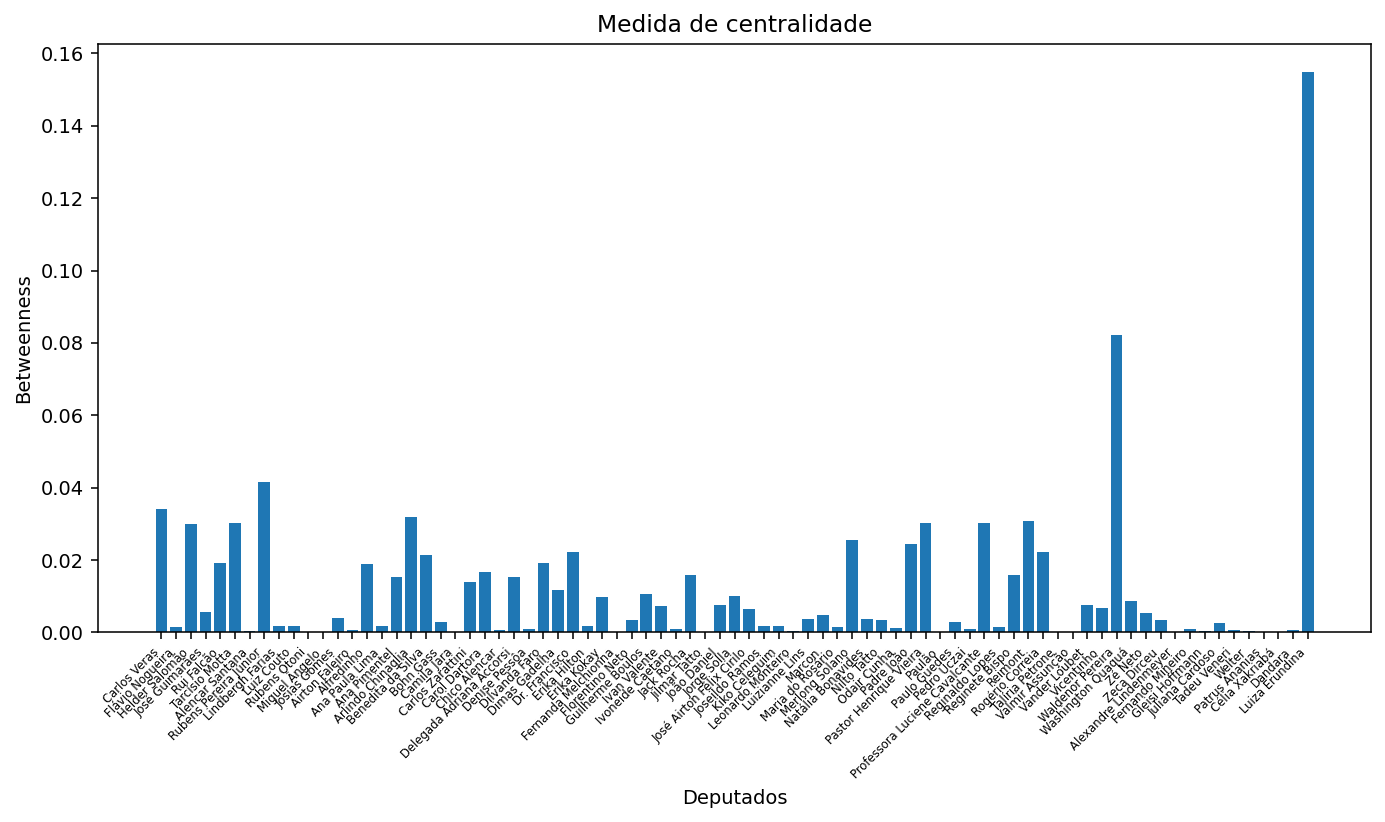 Medida de centralidade
0.16
0.14
0.12
0.10
0.08
0.06
0.04
0.02
0.00
Betweenness
Carlos Veras
Flávio Nogueira
Helder Salomão
José Guimarães
Rui Falcão
Tarcísio Motta
Alencar Santana
Rubens Pereira Júnior
Lindbergh Farias
Luiz Couto
Rubens Otoni
Miguel Ângelo
Josias Gomes
Airton Faleiro
Alfredinho
Ana Paula Lima
Ana Pimentel
Arlindo Chinaglia
Benedita da Silva
Bohn Gass
Camila Jara
Carlos Zarattini
Carol Dartora
Chico Alencar
Delegada Adriana Accorsi
Denise Pessôa
Dilvanda Faro
Dimas Gadelha
Dr. Francisco
Erika Hilton
Erika Kokay
Fernanda Melchionna
Florentino Neto
Guilherme Boulos
Ivan Valente
Ivoneide Caetano
Jack Rocha
Jilmar Tatto
João Daniel
Jorge Solla
José Airton Félix Cirilo
Joseildo Ramos
Kiko Celeguim
Leonardo Monteiro
Luizianne Lins
Marcon
Maria do Rosário
Merlong Solano
Natália Bonavides
Nilto Tatto
Odair Cunha
Padre João
Pastor Henrique Vieira
Paulão
Paulo Guedes
Pedro Uczai
Professora Luciene Cavalcante
Reginaldo Lopes
Reginete Bispo
Reimont
Rogério Correia
Talíria Petrone
Valmir Assunção
Vander Loubet
Vicentinho
Waldenor Pereira
Washington Quaquá
Zé Neto
Zeca Dirceu
Alexandre Lindenmeyer
Fernando Mineiro
Gleisi Hoffmann
Juliana Cardoso
Tadeu Veneri
Welter
Patrus Ananias
Célia Xakriabá
Dandara
Luiza Erundina
Deputados